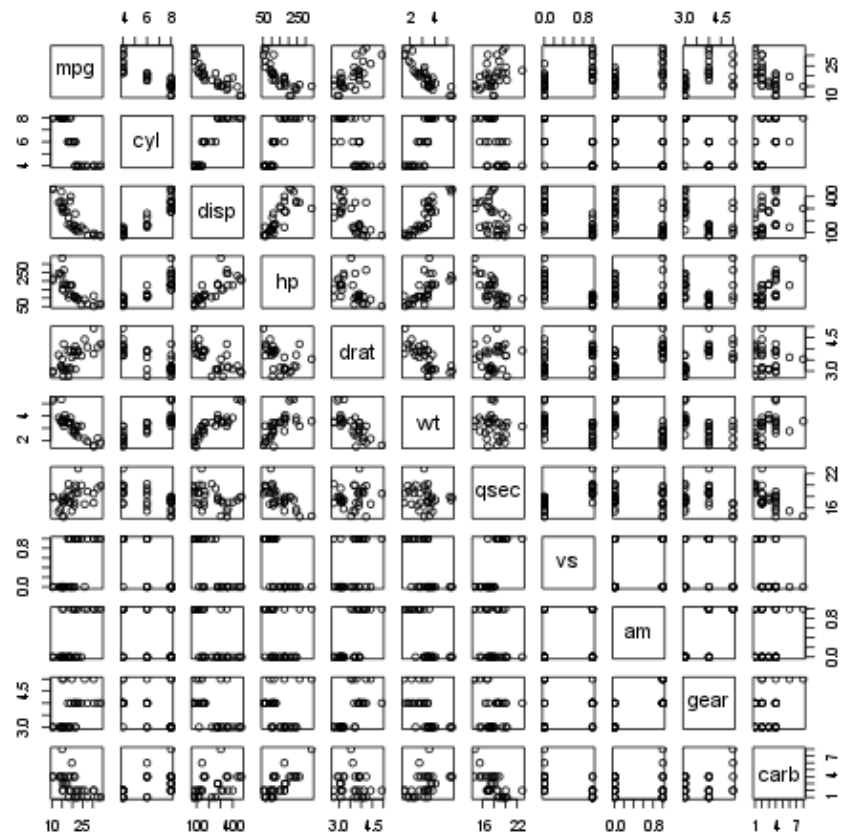 4 6 8 50 250 2 4 0.0 0.8 3.0 4.5
mpg 10 25
4 6 8 cyl
disp 100 400
50 250 hp
drat 3.0 4.5
2 4 wt
qsec 16 22
0.0 0.8 vs
am 0.0 0.8
3.0 4.5 gear
carb 1 4 7
10 25 100 400 3.0 4.5 16 22 0.0 0.8 1 4 7